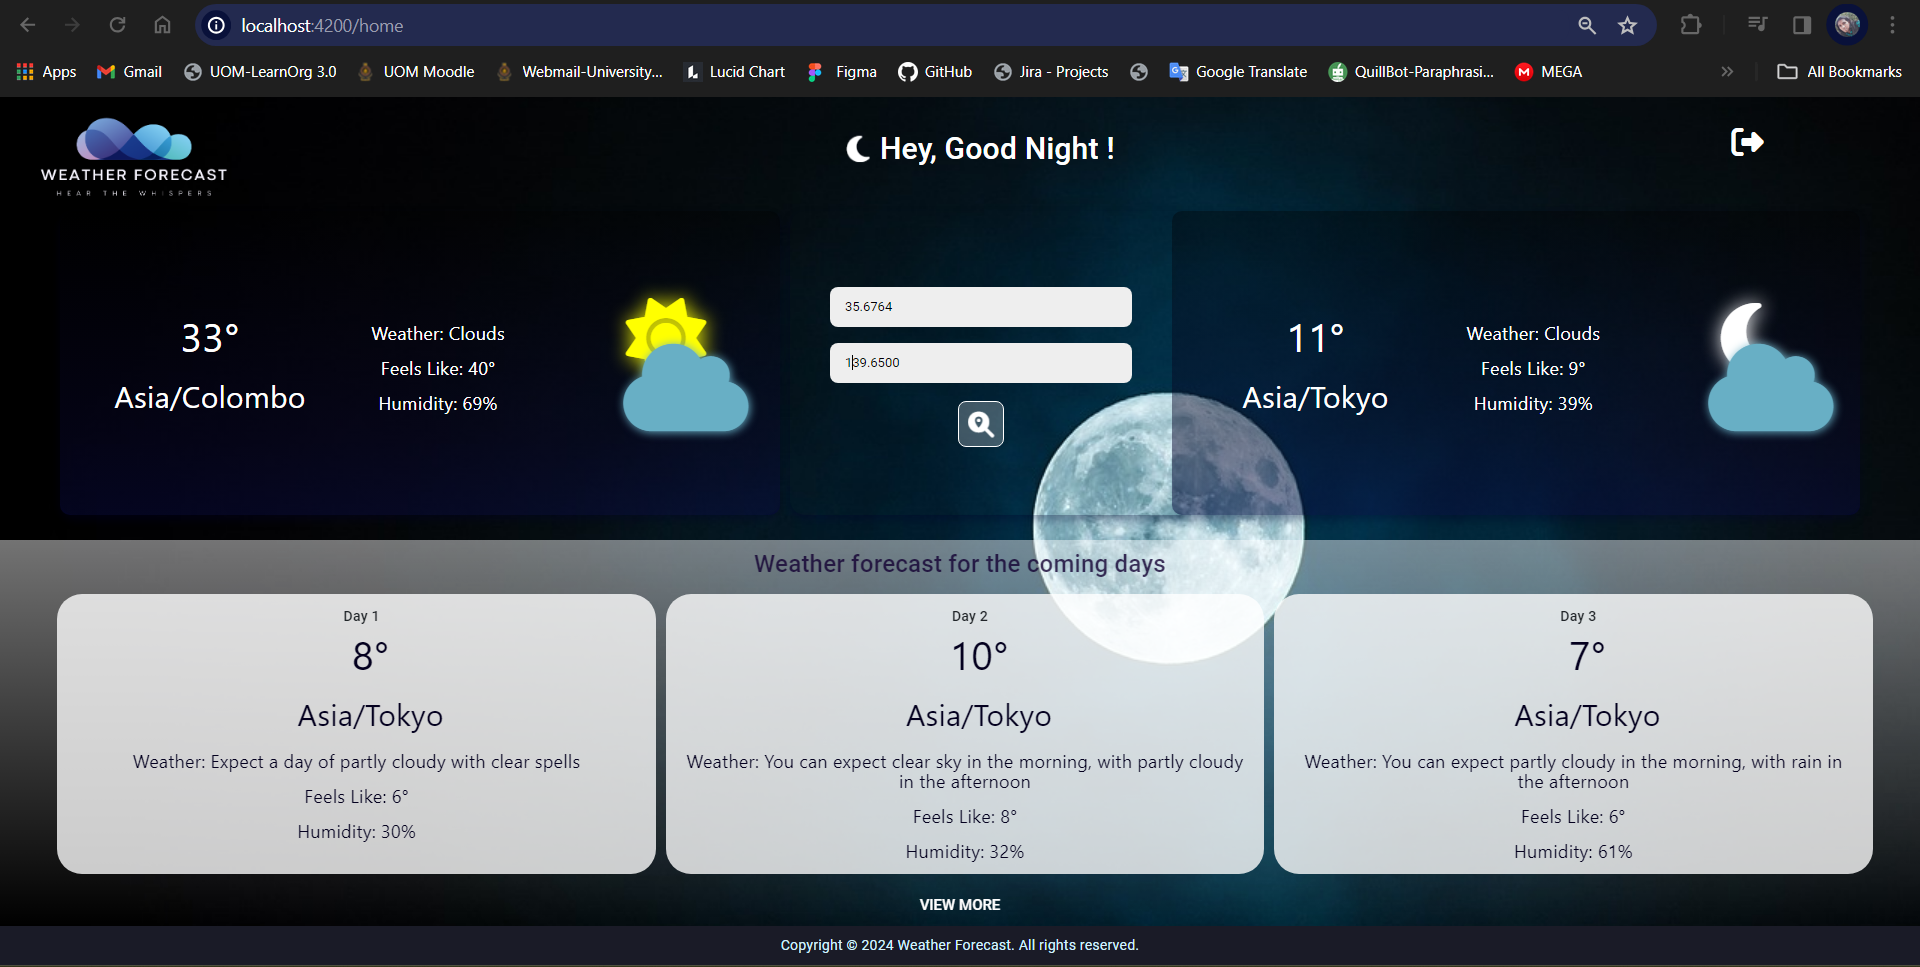 localhost:4200/home
Apps Gmail UOM-LearnOrg 3.0 UOM Moodle Webmail-University... Lucid Chart Figma GitHub Jira - Projects Google Translate QuillBot-Paraphrasi... MEGA » All Bookmarks
WEATHER FORECAST
HEAR THE WHISPERS
Hey, Good Night !
33°
Asia/Colombo
Weather: Clouds
Feels Like: 40°
Humidity: 69%
35.6764
139.6500
11°
Asia/Tokyo
Weather: Clouds
Feels Like: 9°
Humidity: 39%
Weather forecast for the coming days
Day 1
8°
Asia/Tokyo
Weather: Expect a day of partly cloudy with clear spells
Feels Like: 6°
Humidity: 30%
Day 2
10°
Asia/Tokyo
Weather: You can expect clear sky in the morning, with partly cloudy
in the afternoon
Feels Like: 8°
Humidity: 32%
Day 3
7°
Asia/Tokyo
Weather: You can expect partly cloudy in the morning, with rain in
the afternoon
Feels Like: 6°
Humidity: 61%
VIEW MORE
Copyright © 2024 Weather Forecast. All rights reserved.